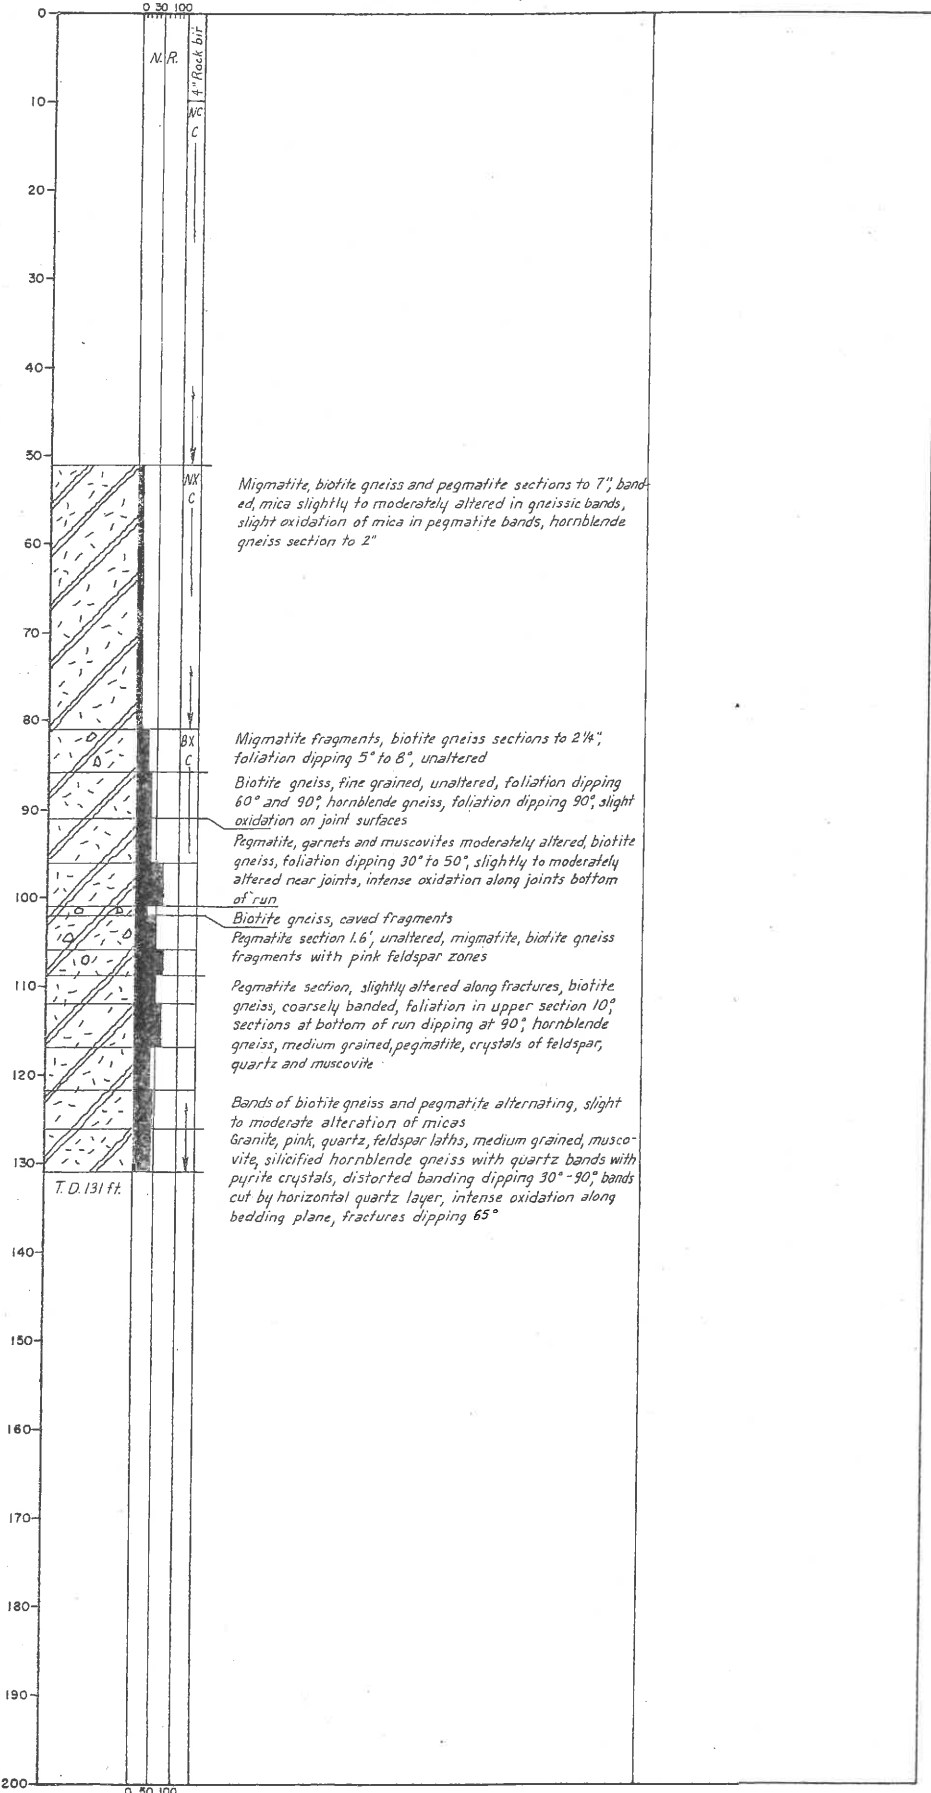 0 30 100
0
N. R.
4" Rock bit
10
NC
C
20
30
40
50
NX
C
Migmatite, biotite gneiss and pegmatite sections to 7", band-
ed, mica slightly to moderately altered in gneissic bands,
slight oxidation of mica in pegmatite bands, hornblende
gneiss section to 2"
60
70
80
BX
C
Migmatite fragments, biotite gneiss sections to 2¼",
foliation dipping 5° to 8°, unaltered
Biotite gneiss, fine grained, unaltered, foliation dipping
60° and 90°, hornblende gneiss, foliation dipping 90°, slight
oxidation on joint surfaces
90
Pegmatite, garnets and muscovites moderately altered, biotite
gneiss, foliation dipping 30° to 50°, slightly to moderately
altered near joints, intense oxidation along joints bottom
of run
100
Biotite gneiss, caved fragments
Pegmatite section 1.6', unaltered, migmatite, biotite gneiss
fragments with pink feldspar zones
110
Pegmatite section, slightly altered along fractures, biotite
gneiss, coarsely banded, foliation in upper section 10°,
sections at bottom of run dipping at 90°, hornblende
gneiss, medium grained, pegmatite, crystals of feldspar,
quartz and muscovite
120
Bands of biotite gneiss and pegmatite alternating, slight
to moderate alteration of micas
Granite, pink, quartz, feldspar laths, medium grained, musco-
vite, silicified hornblende gneiss with quartz bands with
pyrite crystals, distorted banding dipping 30°-90°, bands
cut by horizontal quartz layer, intense oxidation along
bedding plane, fractures dipping 65°
130
T. D. 131 ft.
140
150
160
170
180
190
200
0 50 100